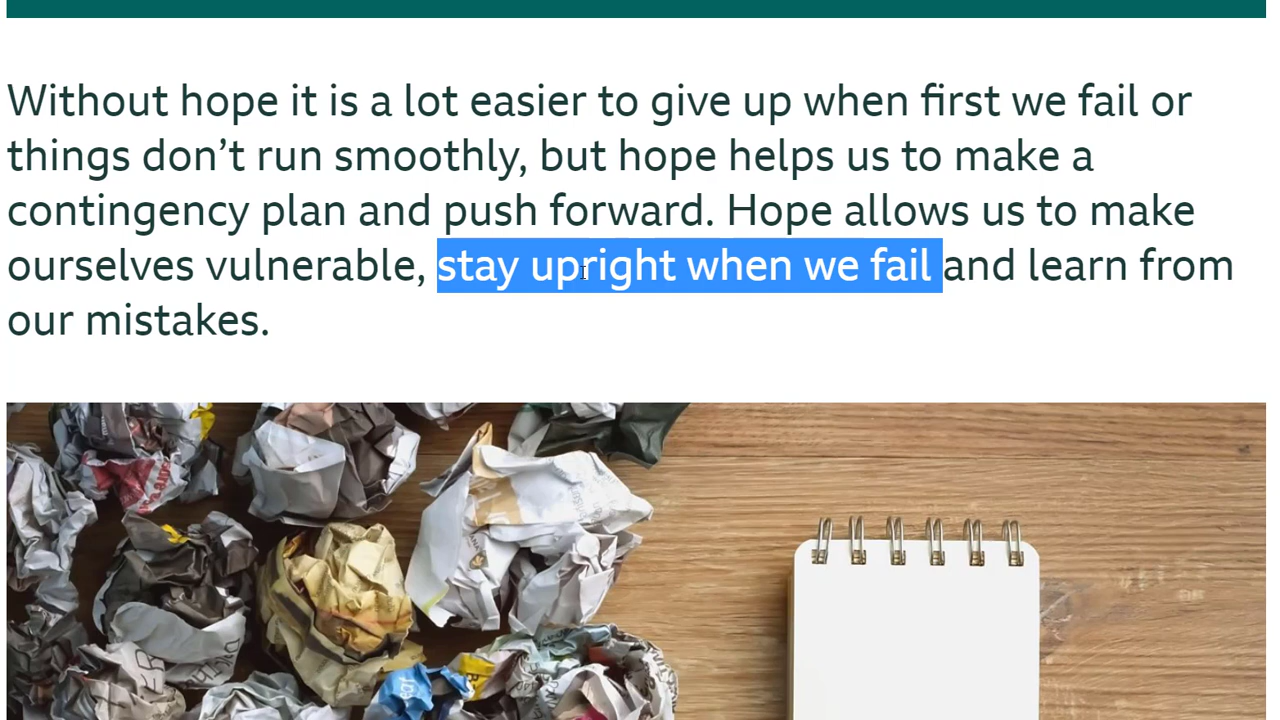 Without hope it is a lot easier to give up when first we fail or
things don’t run smoothly, but hope helps us to make a
contingency plan and push forward. Hope allows us to make
ourselves vulnerable, stay upright when we fail and learn from
our mistakes.